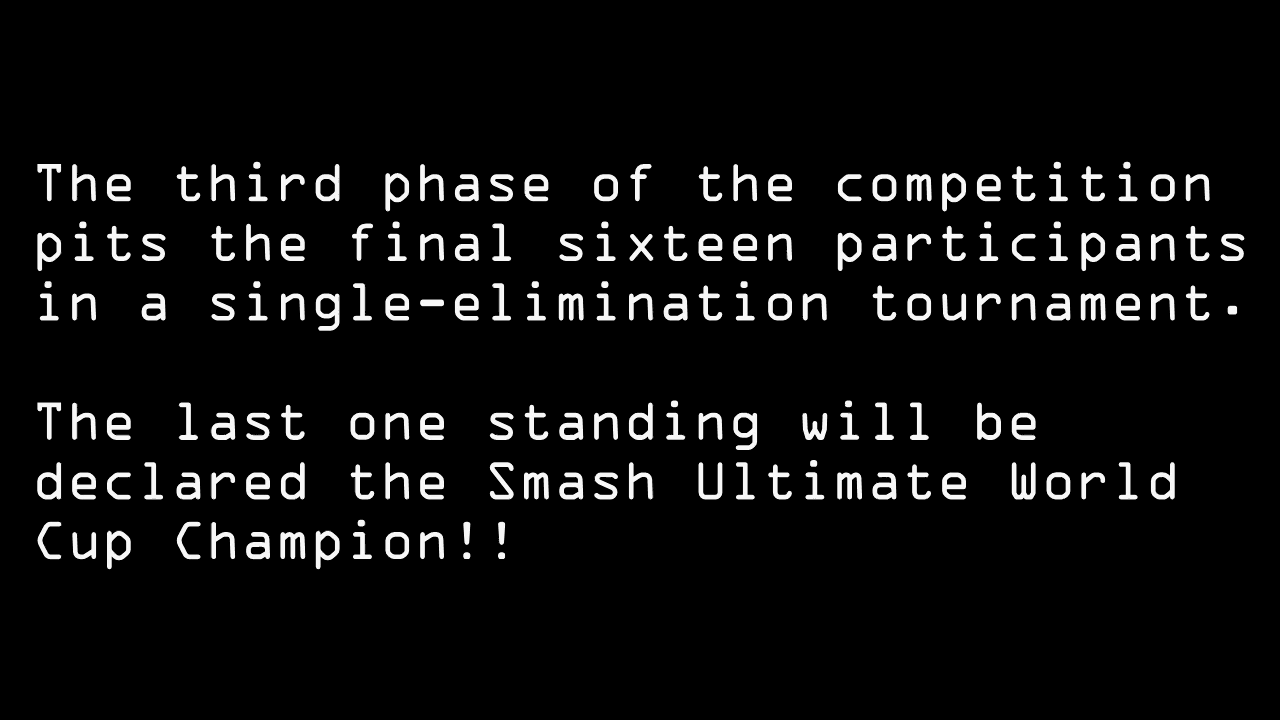 The third phase of the competition
pits the final sixteen participants
in a single-elimination tournament.
The last one standing will be
declared the Smash Ultimate World
Cup Champion!!